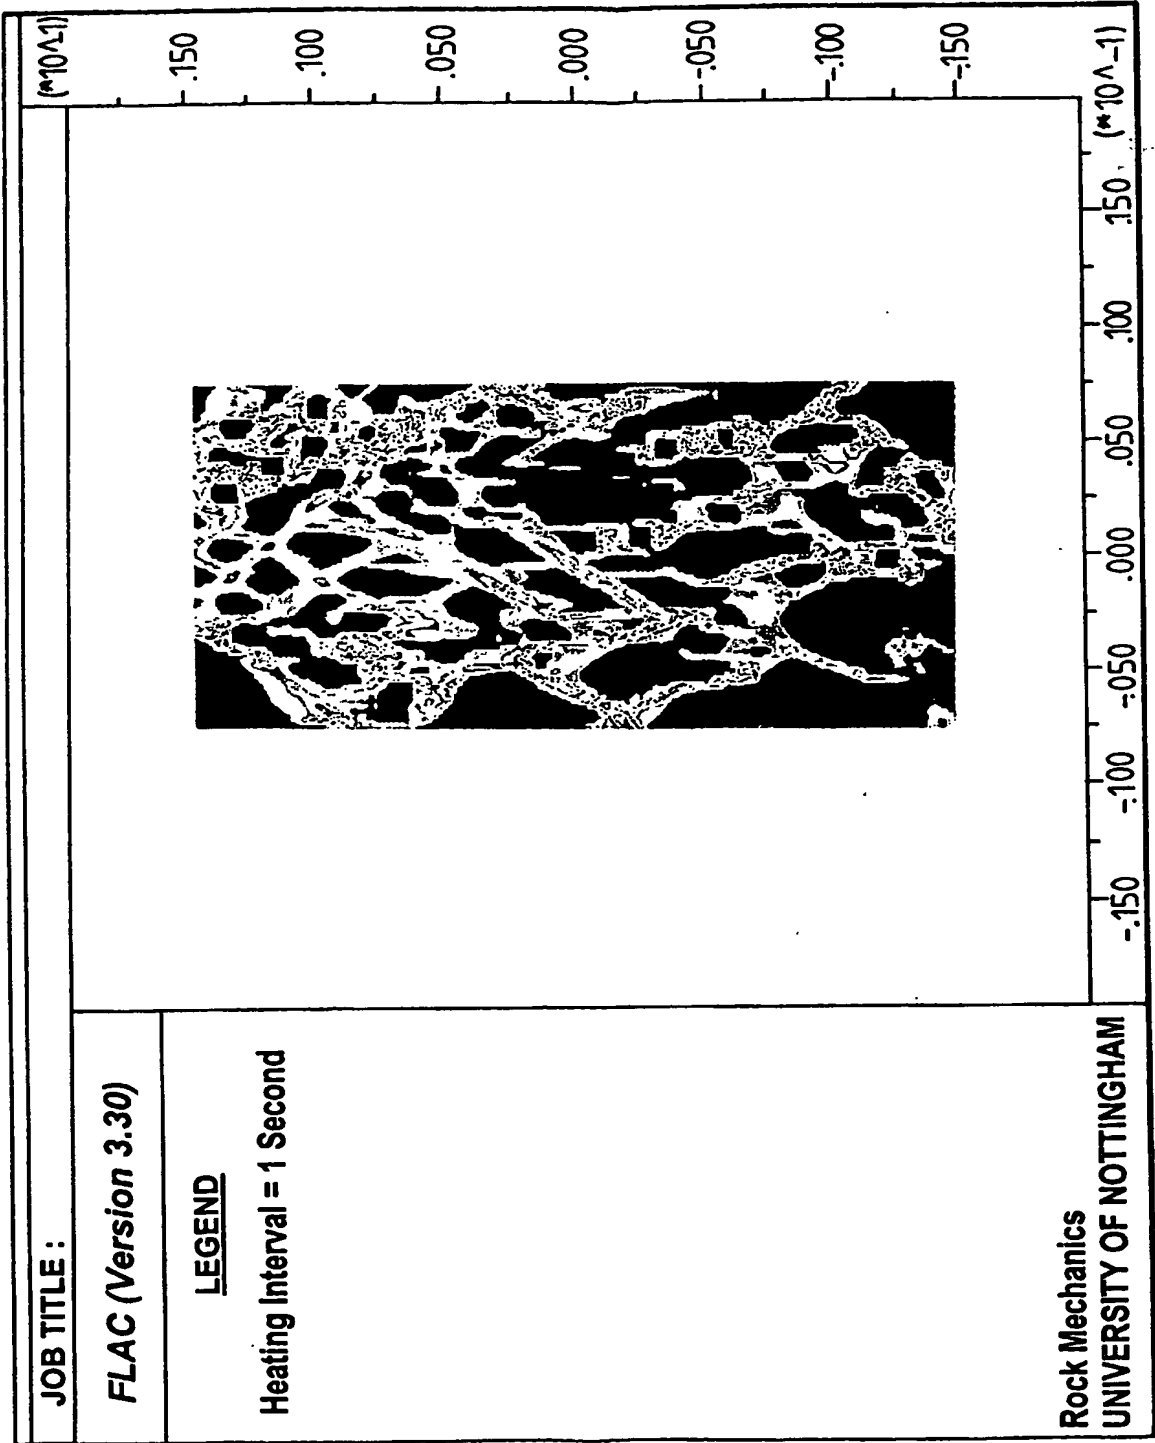 JOB TITLE :
FLAC (Version 3.30)
LEGEND
Heating Interval = 1 Second
Rock Mechanics
UNIVERSITY OF NOTTINGHAM
(*10^-1)
.150
.100
.050
.000
-.050
-.100
-.150
-.150
-.100
-.050
.000
.050
.100
.150
(*10^-1)